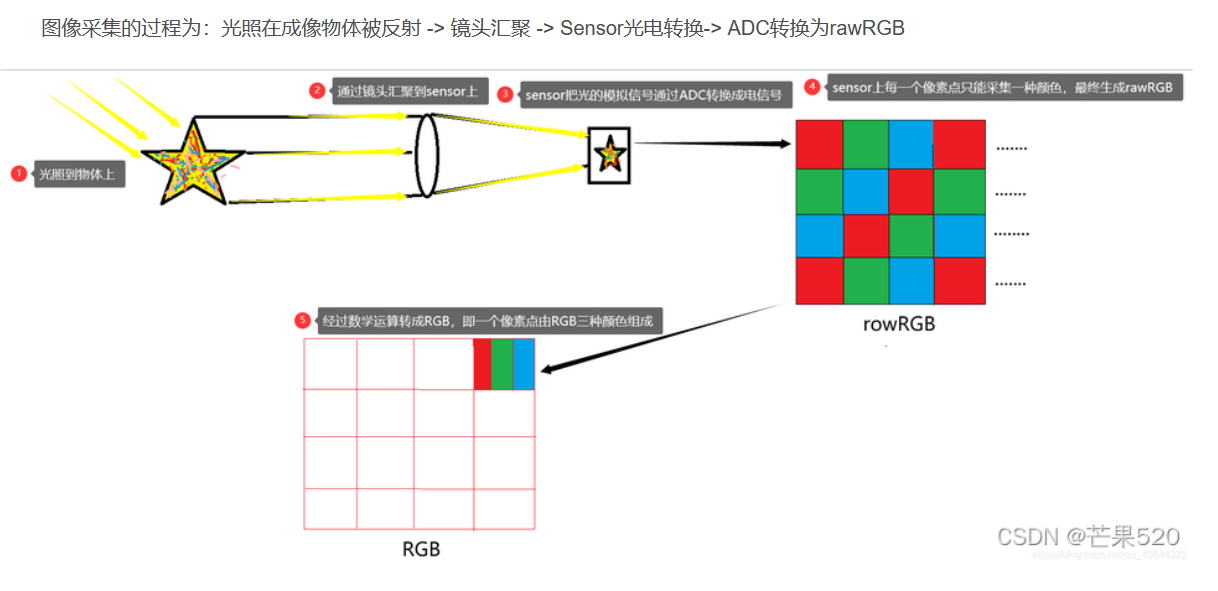 图像采集的过程为：光照在成像物体被反射 -> 镜头汇聚 -> Sensor光电转换-> ADC转换为rawRGB
2 通过镜头汇聚到sensor上
3 sensor把光的模拟信号通过ADC转换成电信号
4 sensor上每一个像素点只能采集一种颜色，最终生成rawRGB
1 光照到物体上
.......
.......
........
.......
rowRGB
5 经过数学运算转成RGB，即一个像素点由RGB三种颜色组成
RGB
CSDN @芒果520